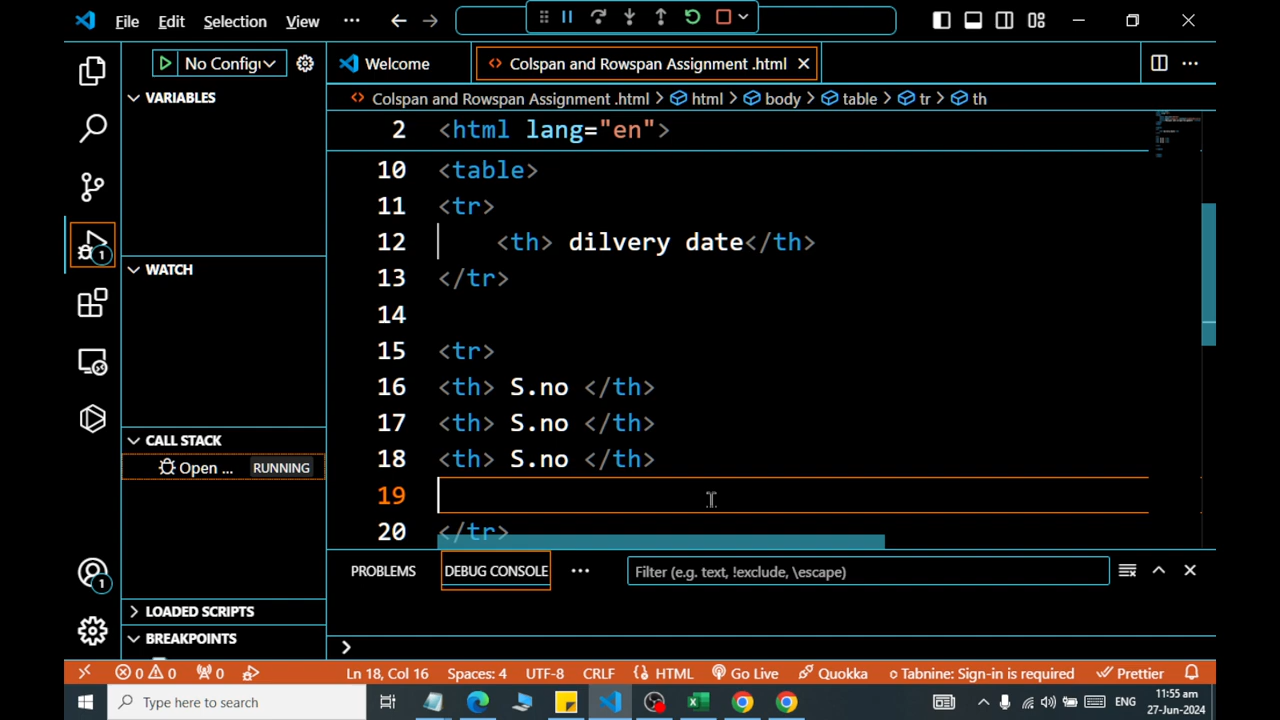 File Edit Selection View
No Config
Welcome
Colspan and Rowspan Assignment .html
VARIABLES
Colspan and Rowspan Assignment .html > html > body > table > tr > th
2 <html lang="en">
10 <table>
11 <tr>
12 <th> dilvery date</th>
13 </tr>
14
15 <tr>
16 <th> S.no </th>
17 <th> S.no </th>
18 <th> S.no </th>
19
20 </tr>
WATCH
CALL STACK
Open ... RUNNING
1
1
LOADED SCRIPTS
BREAKPOINTS
PROBLEMS DEBUG CONSOLE
Filter (e.g. text, !exclude, \escape)
0 0 0 Ln 18, Col 16 Spaces: 4 UTF-8 CRLF HTML Go Live Quokka Tabnine: Sign-in is required Prettier
Type here to search
ENG
11:55 am
27-Jun-2024